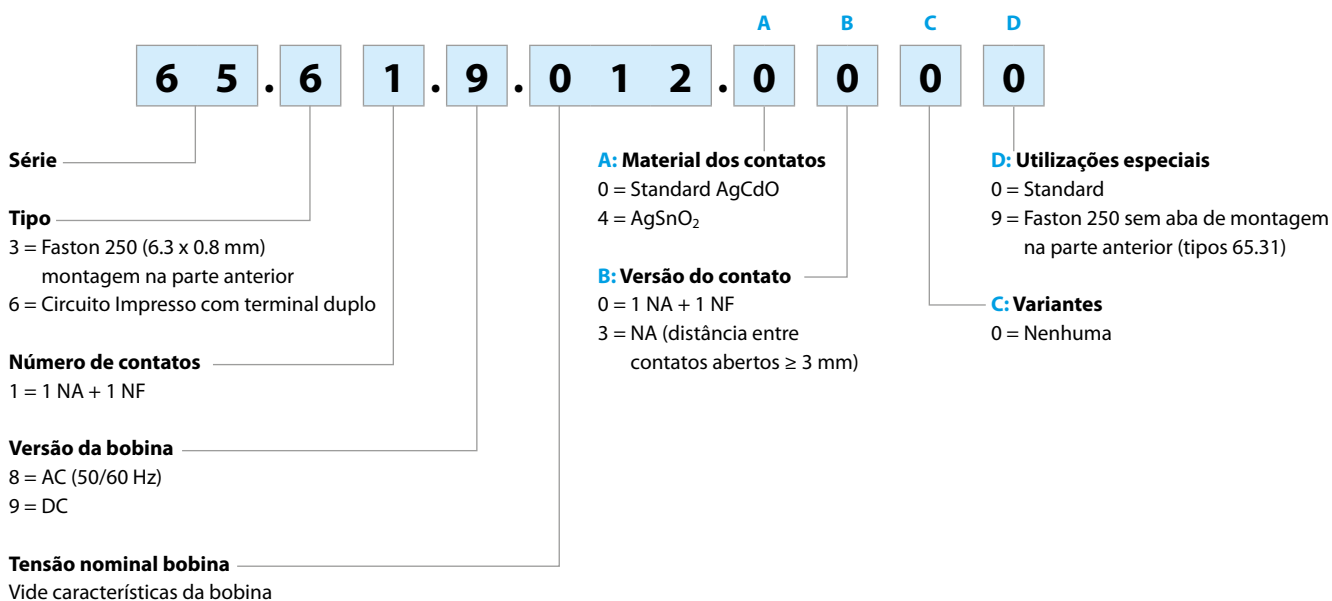 A B C D
6 5 . 6 1 . 9 . 0 1 2 . 0 0 0 0
Série
Tipo
3 = Faston 250 (6.3 x 0.8 mm)
montagem na parte anterior
6 = Circuito Impresso com terminal duplo
Número de contatos
1 = 1 NA + 1 NF
Versão da bobina
8 = AC (50/60 Hz)
9 = DC
Tensão nominal bobina
Vide características da bobina
A: Material dos contatos
0 = Standard AgCdO
4 = AgSnO₂
B: Versão do contato
0 = 1 NA + 1 NF
3 = NA (distância entre
contatos abertos ≥ 3 mm)
D: Utilizações especiais
0 = Standard
9 = Faston 250 sem aba de montagem
na parte anterior (tipos 65.31)
C: Variantes
0 = Nenhuma